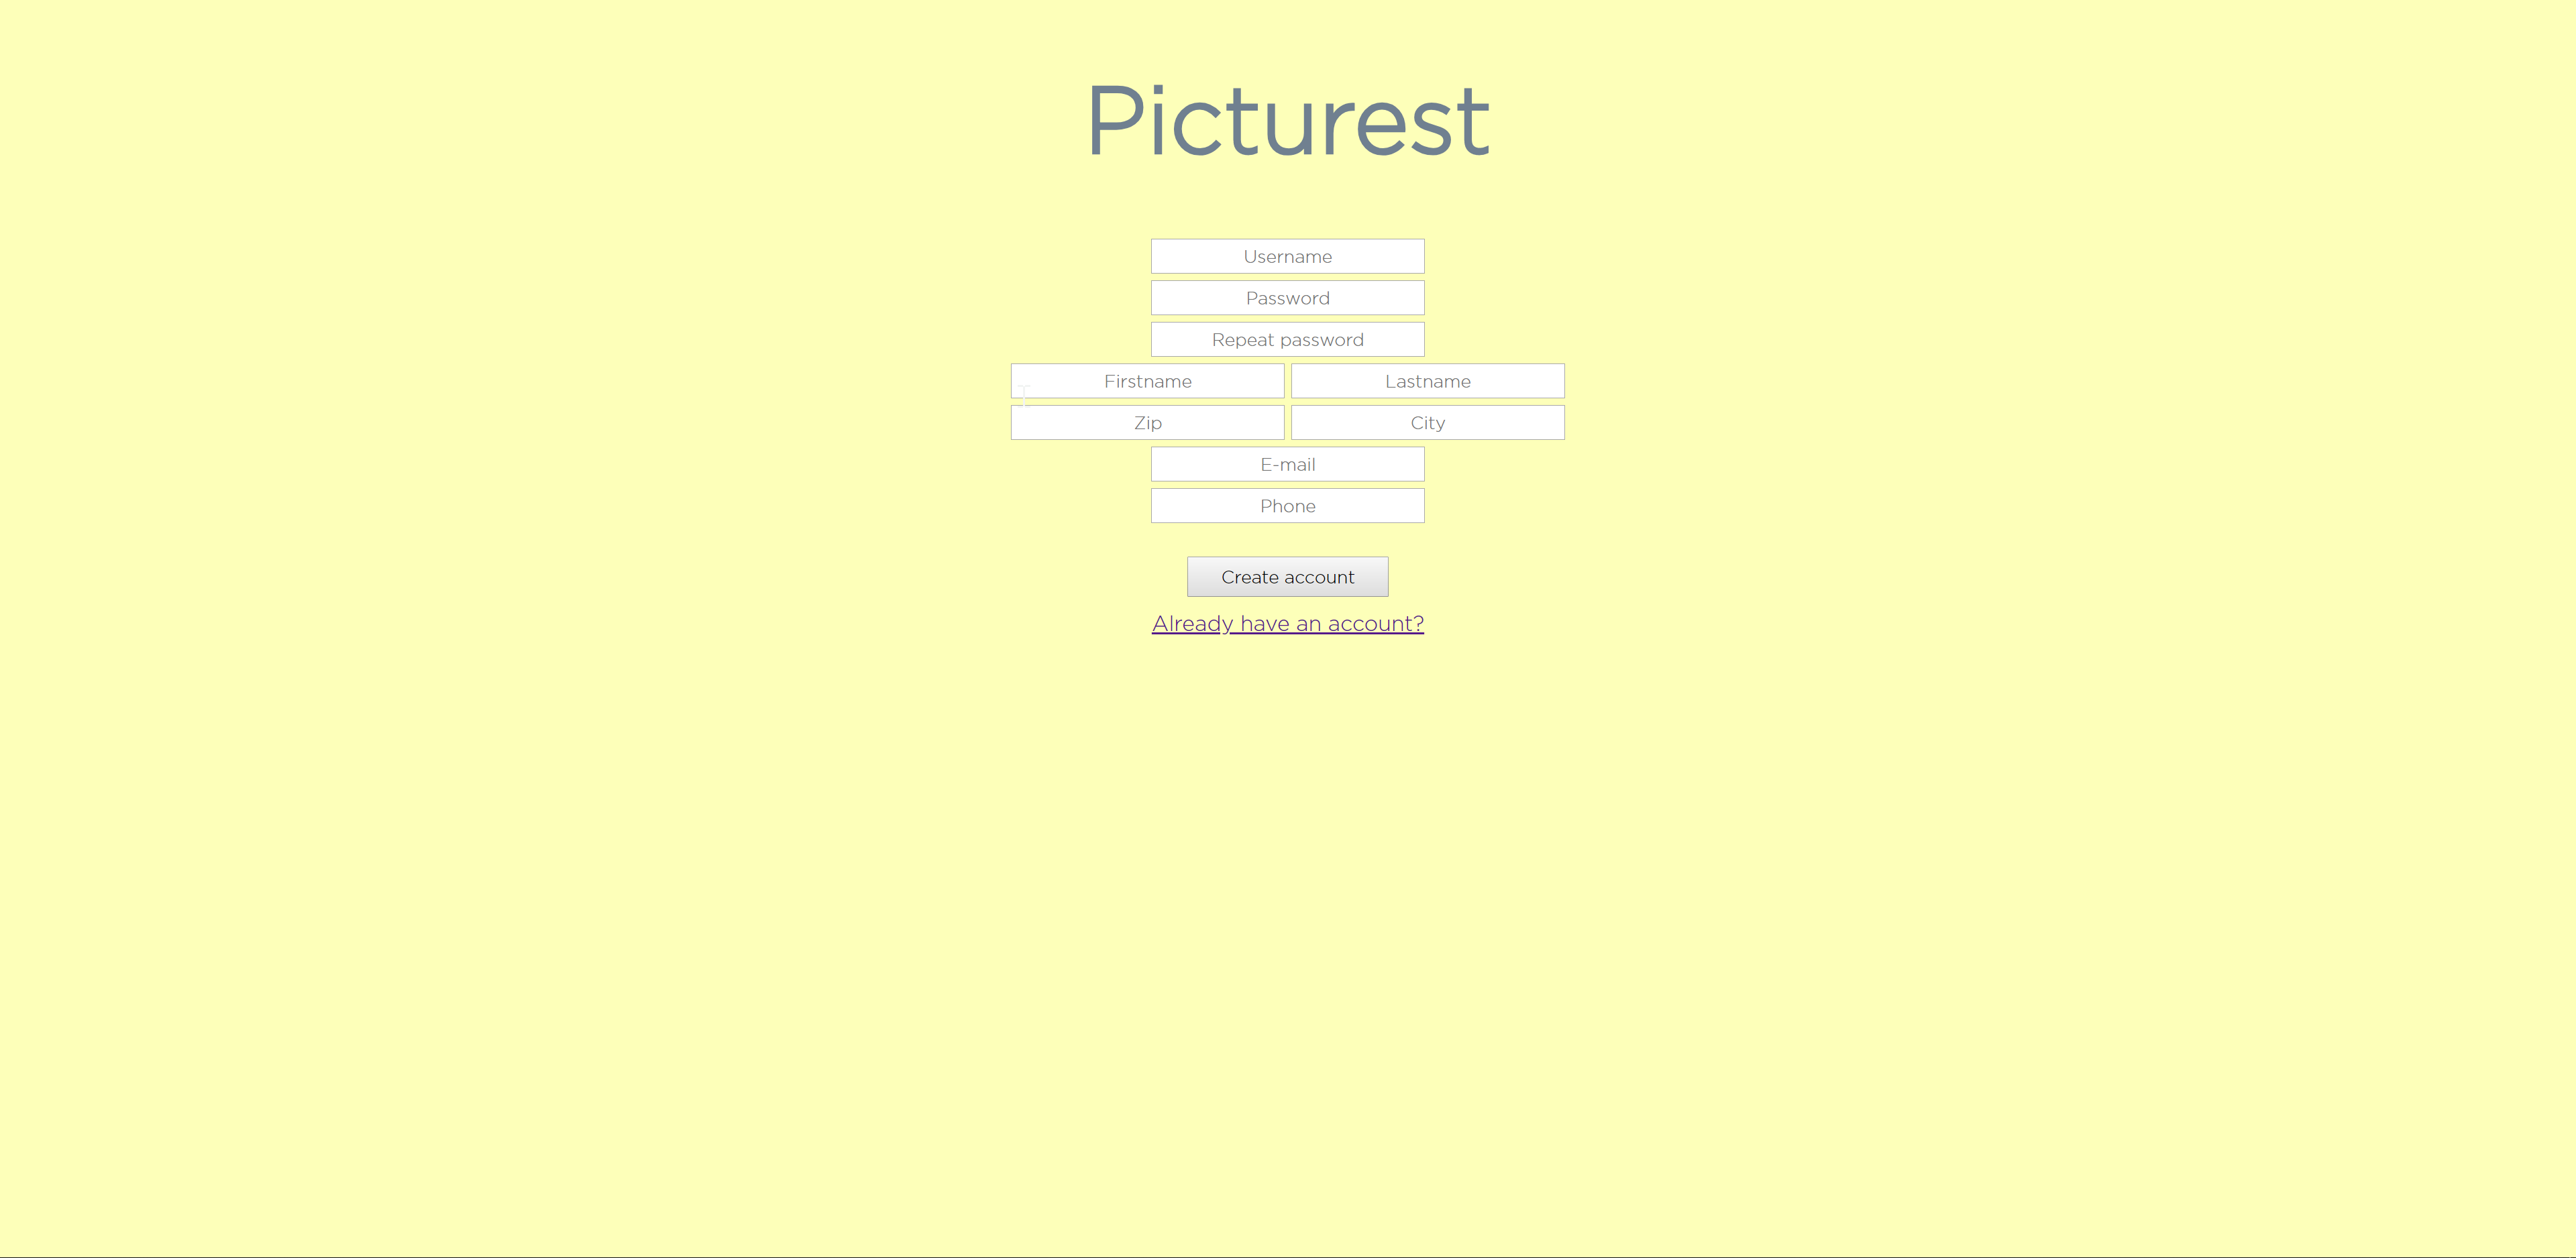 Picturest
Username
Password
Repeat password
Firstname Lastname
Zip City
E-mail
Phone
Create account
Already have an account?